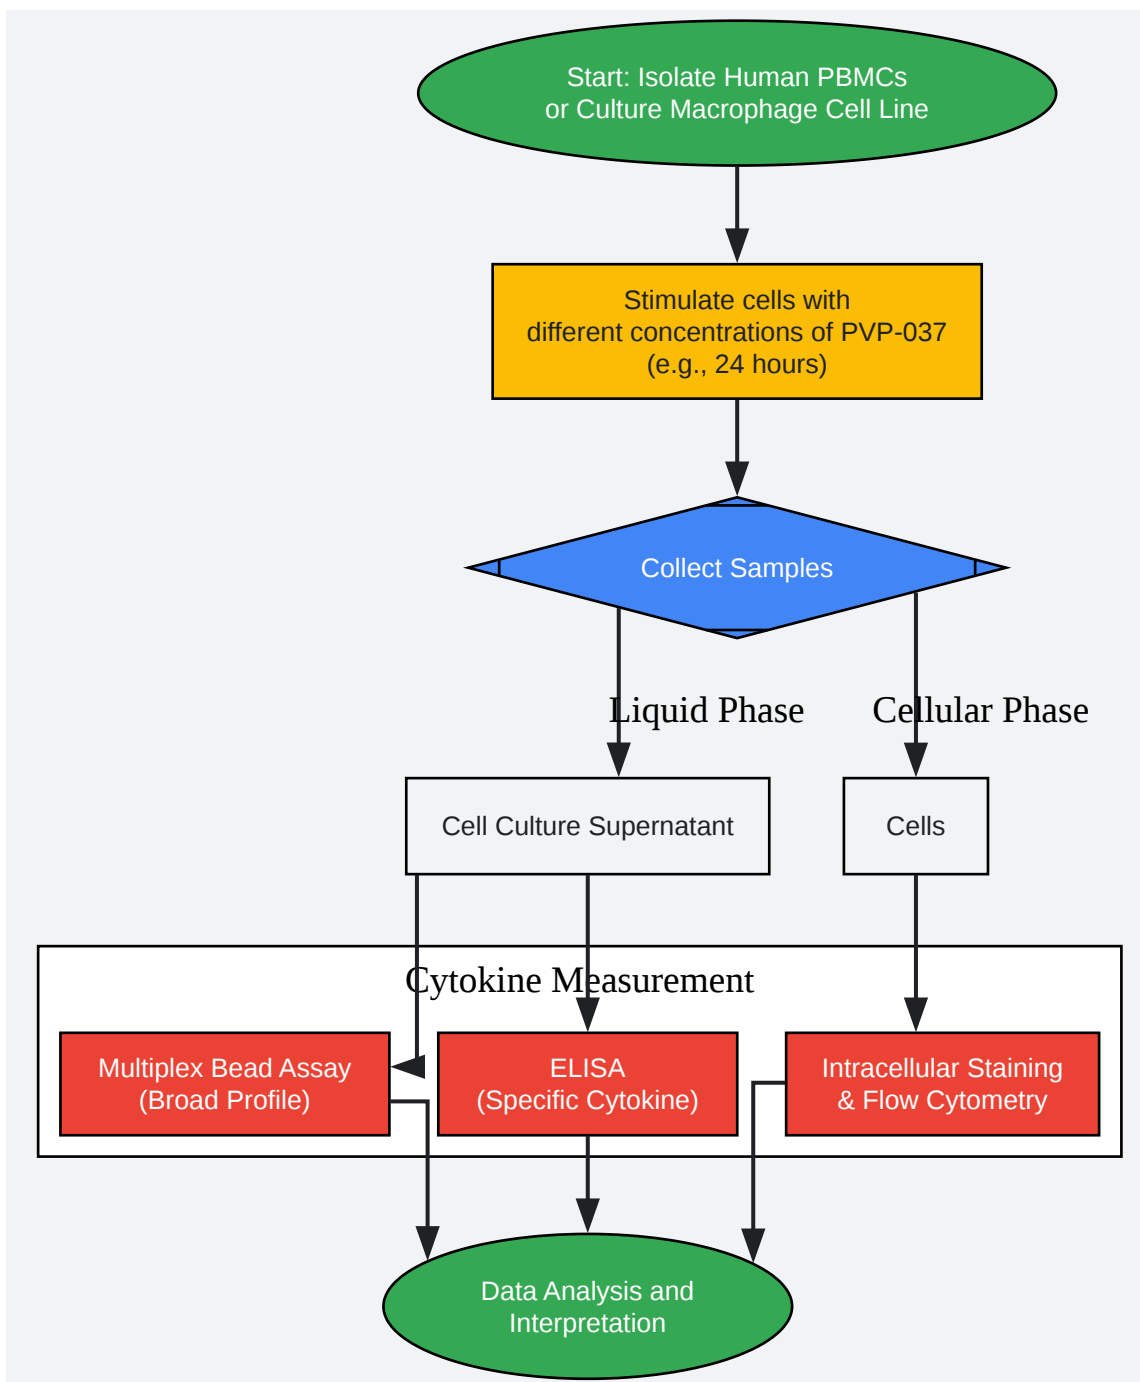 Start: Isolate Human PBMCs
or Culture Macrophage Cell Line
Stimulate cells with
different concentrations of PVP-037
(e.g., 24 hours)
Collect Samples
Liquid Phase
Cellular Phase
Cell Culture Supernatant
Cells
Cytokine Measurement
Multiplex Bead Assay
(Broad Profile)
ELISA
(Specific Cytokine)
Intracellular Staining
& Flow Cytometry
Data Analysis and
Interpretation